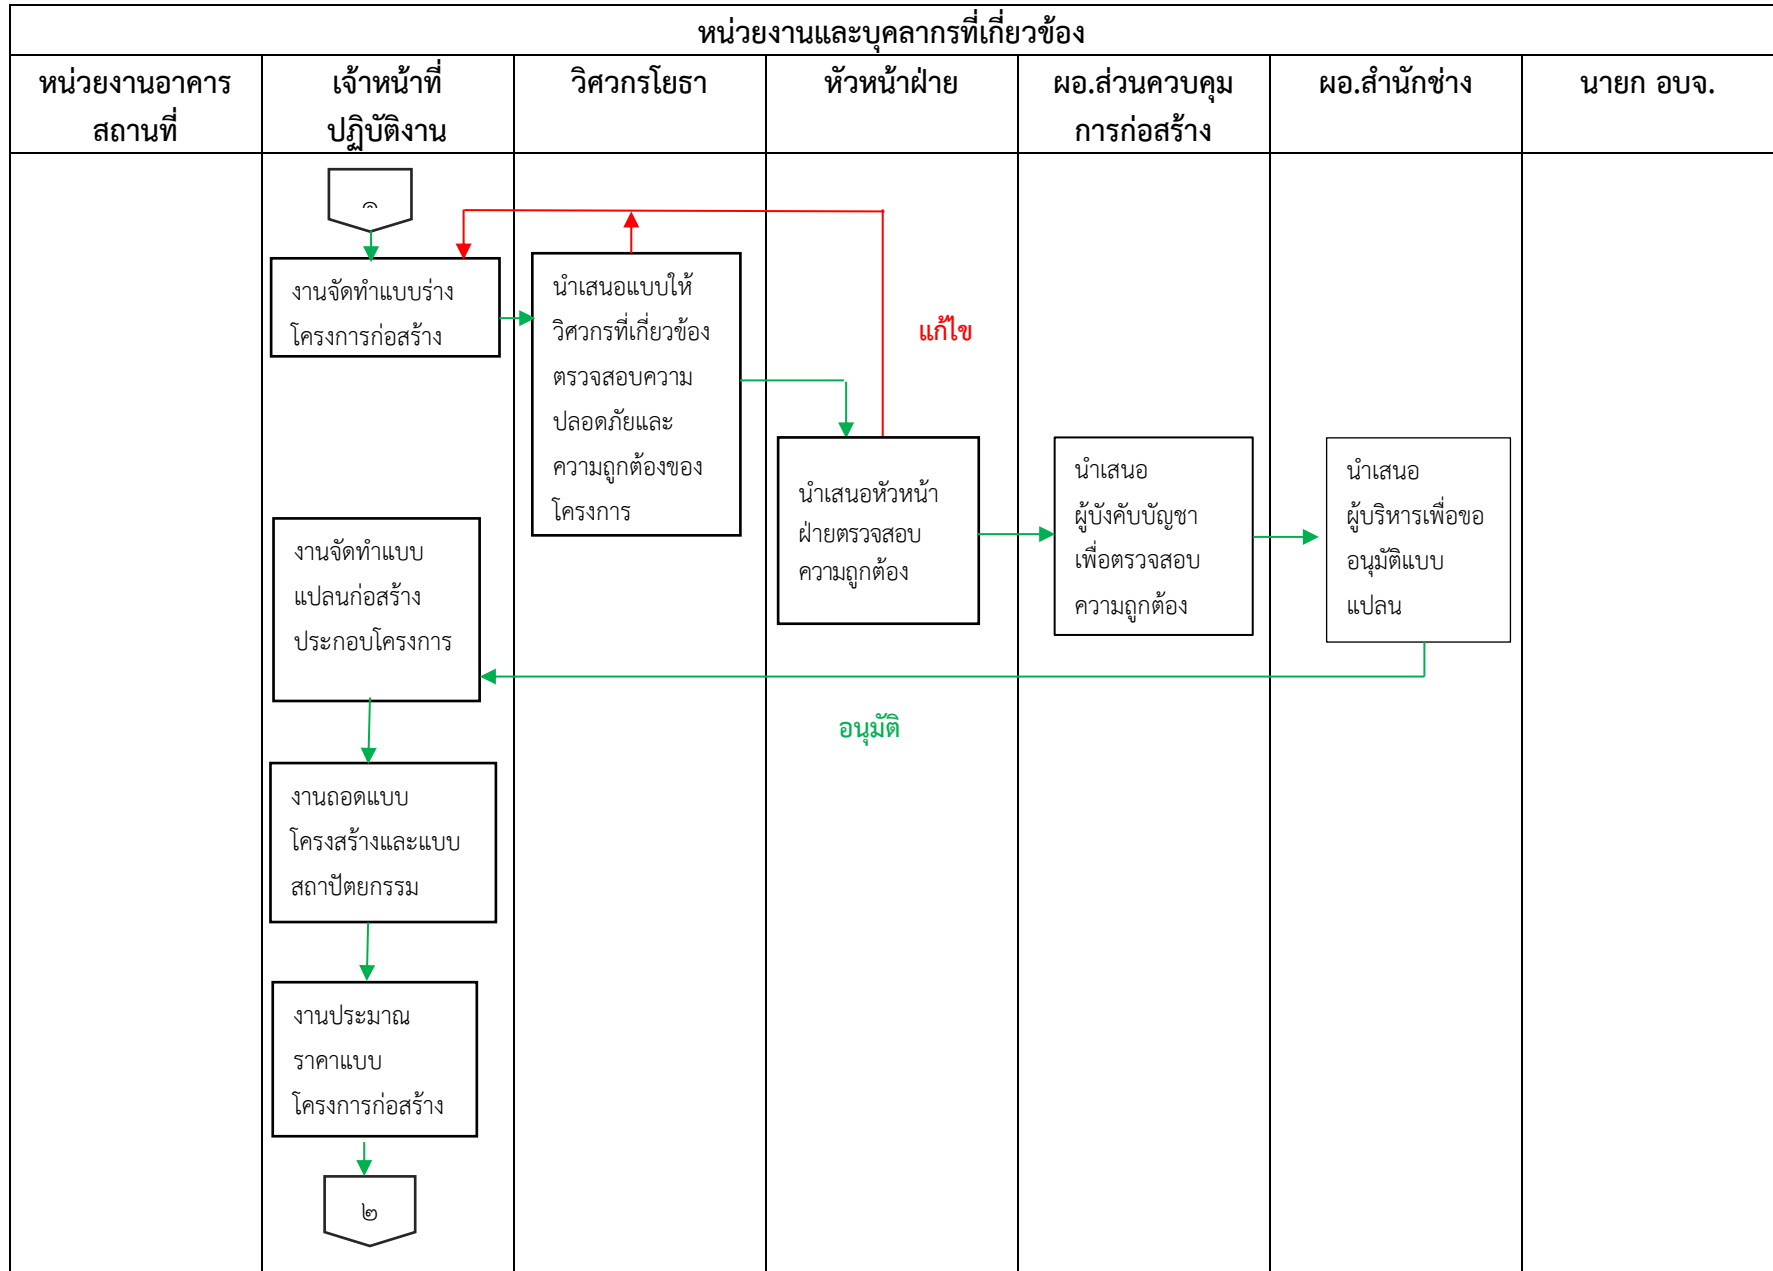 หน่วยงานและบุคลากรที่เกี่ยวข้อง
หน่วยงานอาคาร
สถานที่
เจ้าหน้าที่
ปฏิบัติงาน
วิศวกรโยธา
หัวหน้าฝ่าย
ผอ.ส่วนควบคุม
การก่อสร้าง
ผอ.สำนักช่าง
นายก อบจ.
๑
งานจัดทำแบบร่าง
โครงการก่อสร้าง
นำเสนอแบบให้
วิศวกรที่เกี่ยวข้อง
ตรวจสอบความ
ปลอดภัยและ
ความถูกต้องของ
โครงการ
แก้ไข
นำเสนอหัวหน้า
ฝ่ายตรวจสอบ
ความถูกต้อง
นำเสนอ
ผู้บังคับบัญชา
เพื่อตรวจสอบ
ความถูกต้อง
นำเสนอ
ผู้บริหารเพื่อขอ
อนุมัติแบบ
แปลน
งานจัดทำแบบ
แปลนก่อสร้าง
ประกอบโครงการ
อนุมัติ
งานถอดแบบ
โครงสร้างและแบบ
สถาปัตยกรรม
งานประมาณ
ราคาแบบ
โครงการก่อสร้าง
๒